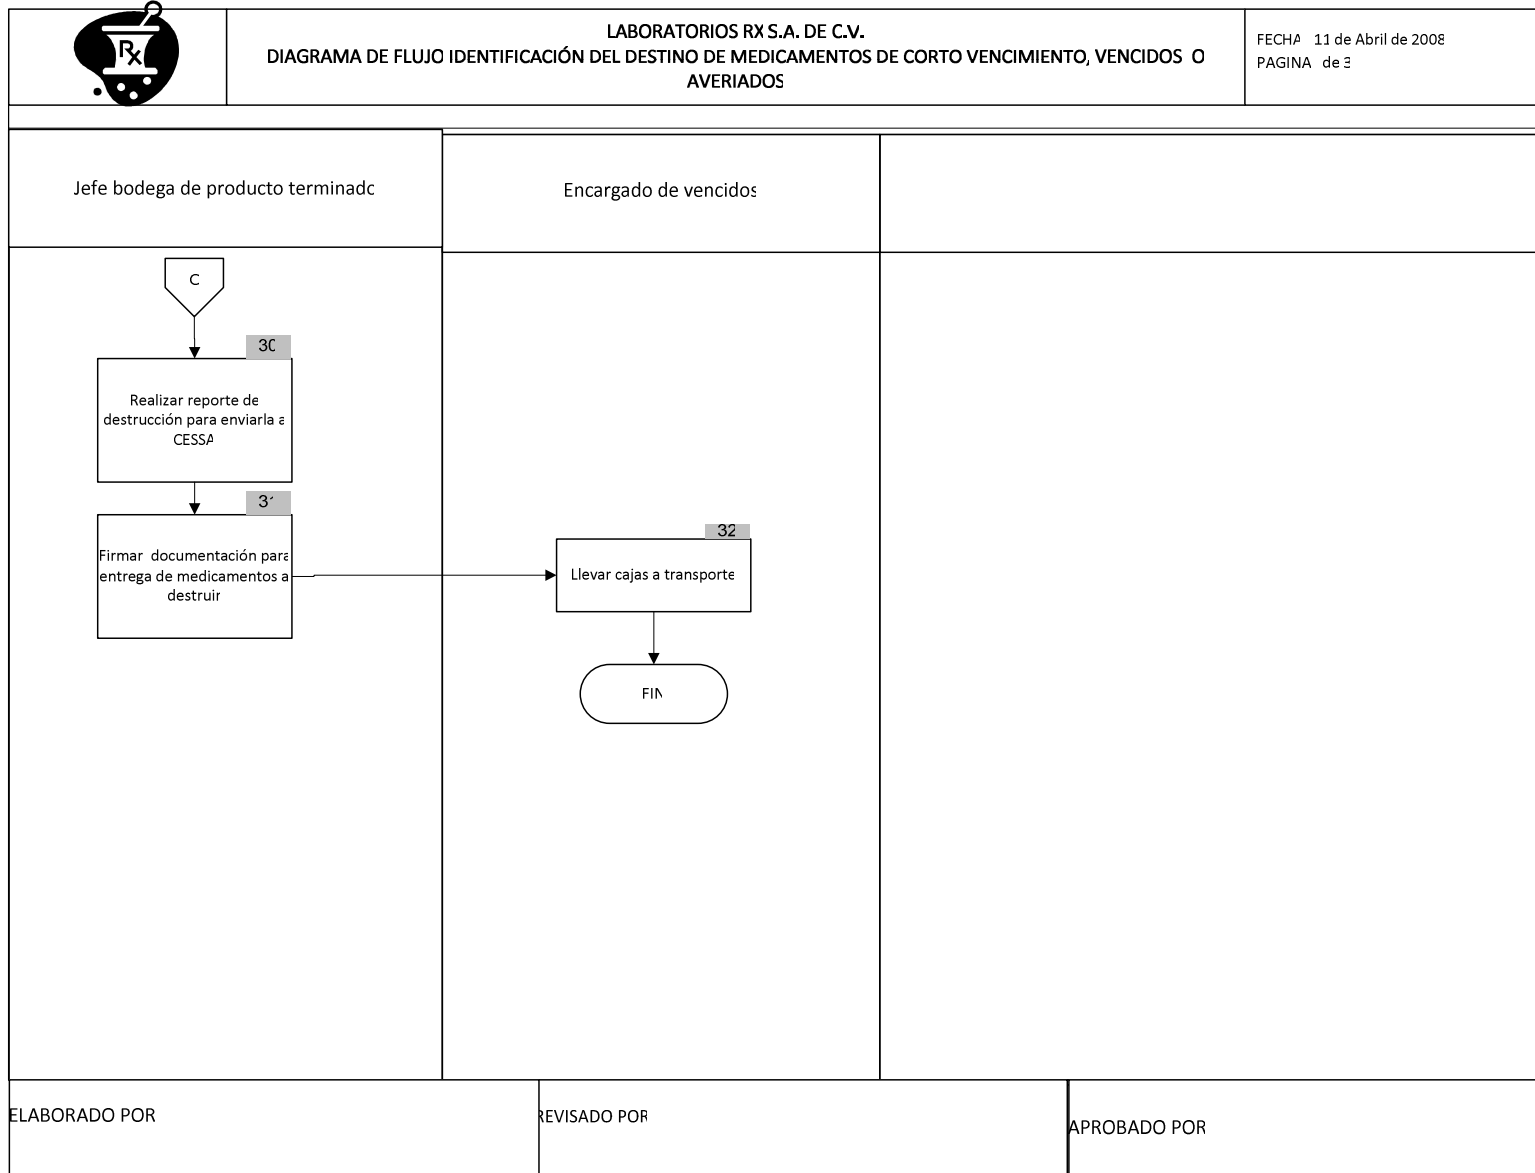 Rx
LABORATORIOS RX S.A. DE C.V.
DIAGRAMA DE FLUJO IDENTIFICACIÓN DEL DESTINO DE MEDICAMENTOS DE CORTO VENCIMIENTO, VENCIDOS O
AVERIADOS
FECHA 11 de Abril de 2008
PAGINA de 3
Jefe bodega de producto terminado
Encargado de vencidos
C
30
Realizar reporte de
destrucción para enviarla a
CESSA
31
Firmar documentación para
entrega de medicamentos a
destruir
32
Llevar cajas a transporte
FIN
ELABORADO POR
REVISADO POR
APROBADO POR